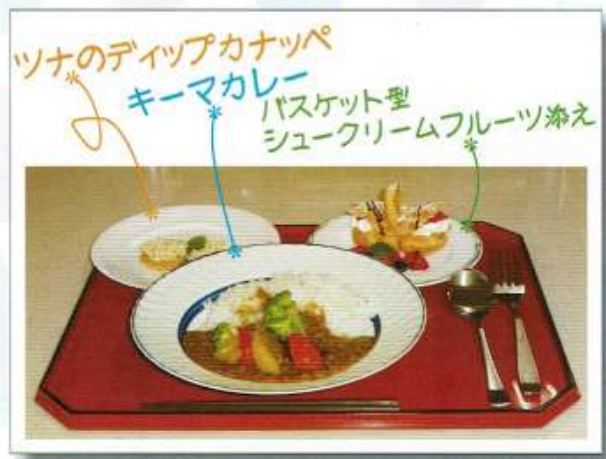 ツナのディップカナッペ
キーマカレー
バスケット型
シュークリームフルーツ添え